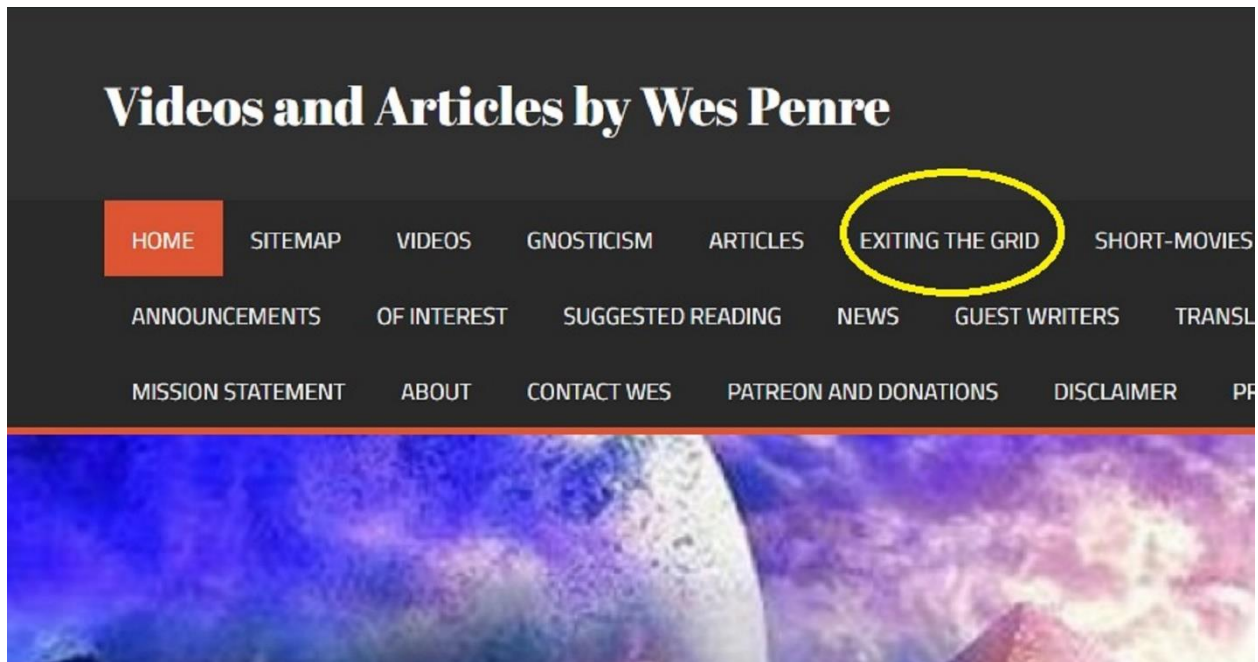 Videos and Articles by Wes Penre
HOME SITEMAP VIDEOS GNOSTICISM ARTICLES EXITING THE GRID SHORT-MOVIES
ANNOUNCEMENTS OF INTEREST SUGGESTED READING NEWS GUEST WRITERS
MISSION STATEMENT ABOUT CONTACT WES PATREON AND DONATIONS DISCLAIMER